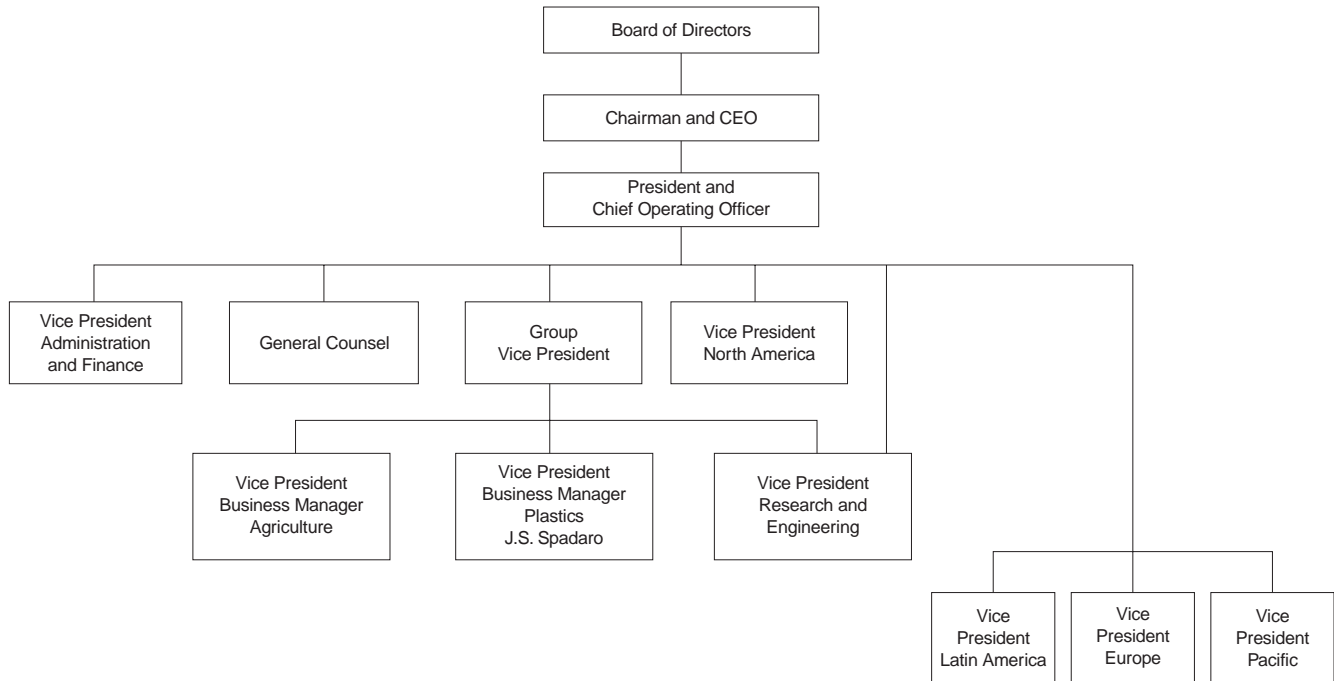 Board of Directors
Chairman and CEO
President and
Chief Operating Officer
Vice President
Administration
and Finance
General Counsel
Group
Vice President
Vice President
North America
Vice President
Business Manager
Agriculture
Vice President
Business Manager
Plastics
J.S. Spadaro
Vice President
Research and
Engineering
Vice
President
Latin America
Vice
President
Europe
Vice
President
Pacific